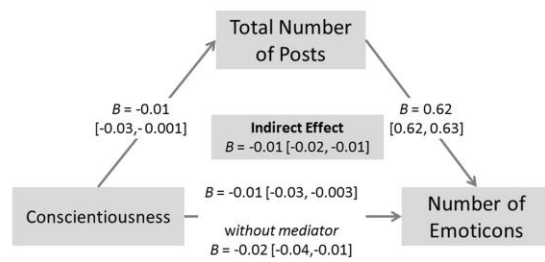 Total Number
of Posts
B = -0.01
[-0.03,-0.001]
B = 0.62
[0.62, 0.63]
Indirect Effect
B = -0.01 [-0.02, -0.01]
Conscientiousness
B = -0.01 [-0.03, -0.003]
without mediator
B = -0.02 [-0.04,-0.01]
Number of
Emoticons